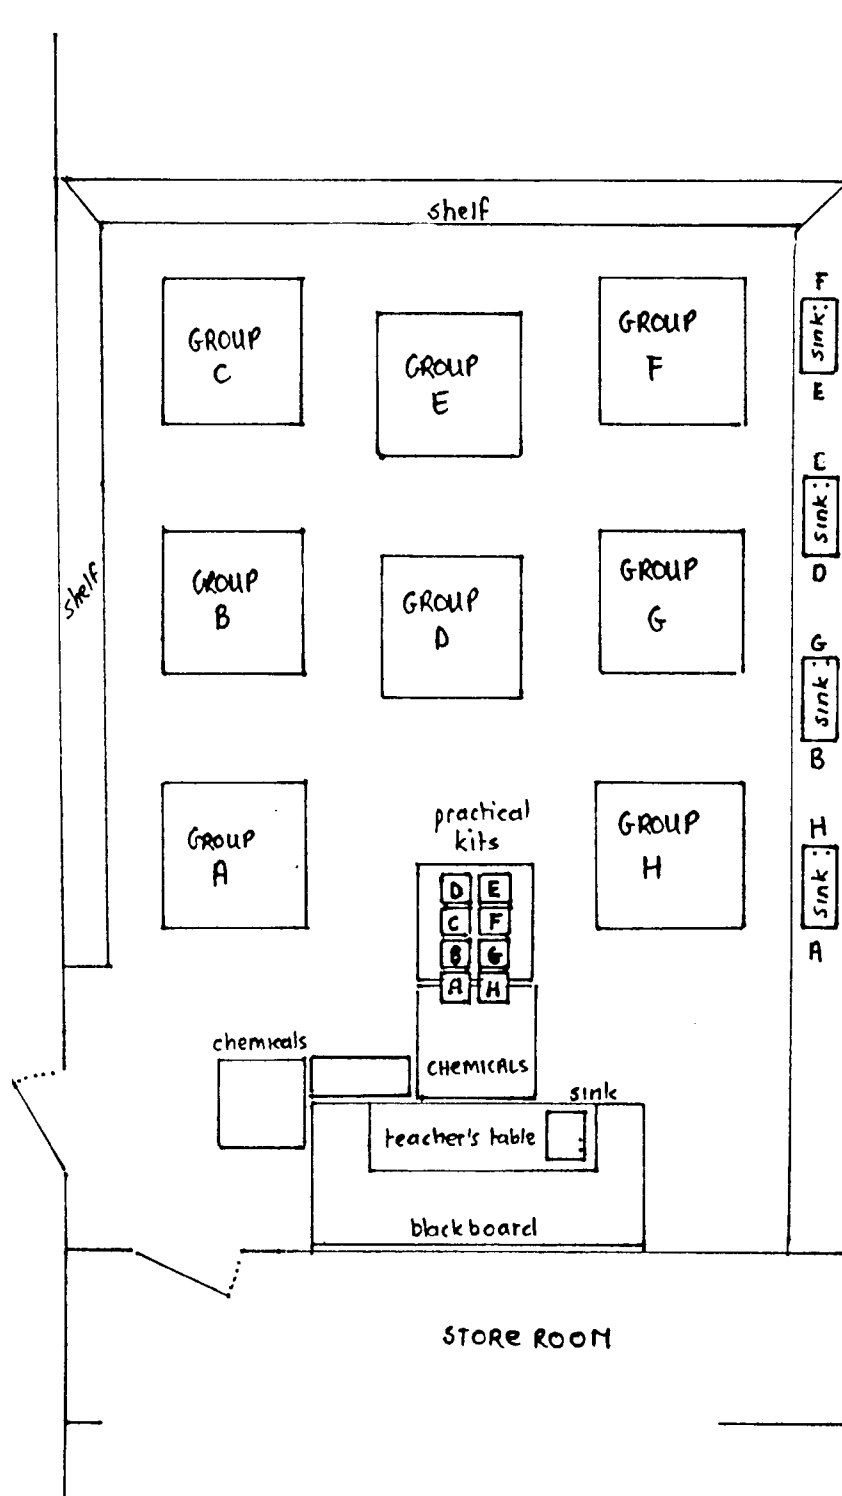 shelf
GROUP
C
GROUP
E
GROUP
F
F
sink
E
C
sink
D
shelf
GROUP
B
GROUP
D
GROUP
G
G
sink
B
GROUP
A
practical
kits
GROUP
H
H
sink
A
D E
C F
B G
A H
chemicals
CHEMICALS
sink
teacher's table
blackboard
STORE ROOM